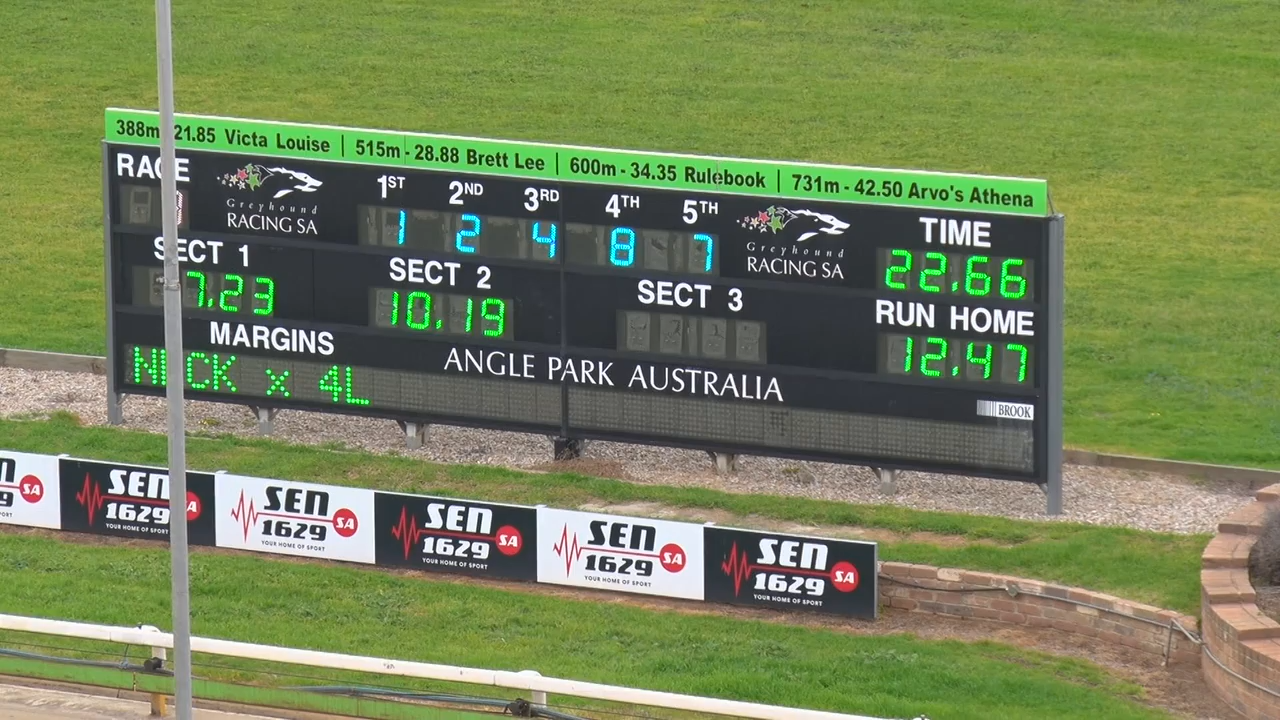 388m - 21.85 Victa Louise | 515m - 28.88 Brett Lee | 600m - 34.35 Rulebook | 731m - 42.50 Arvo's Athena
RACE
Greyhound
RACING SA
1ST 2ND 3RD 4TH 5TH
1 2 4 8 7
Greyhound
RACING SA
TIME
22.66
SECT 1
7.23
SECT 2
10.19
SECT 3
RUN HOME
12.47
MARGINS
NECK x 4L
ANGLE PARK AUSTRALIA
BROOK
9 SA
SEN
1629 SA
YOUR HOME OF SPORT
SEN
1629 SA
YOUR HOME OF SPORT
SEN
1629 SA
YOUR HOME OF SPORT
SEN
1629 SA
YOUR HOME OF SPORT
SEN
1629 SA
YOUR HOME OF SPORT